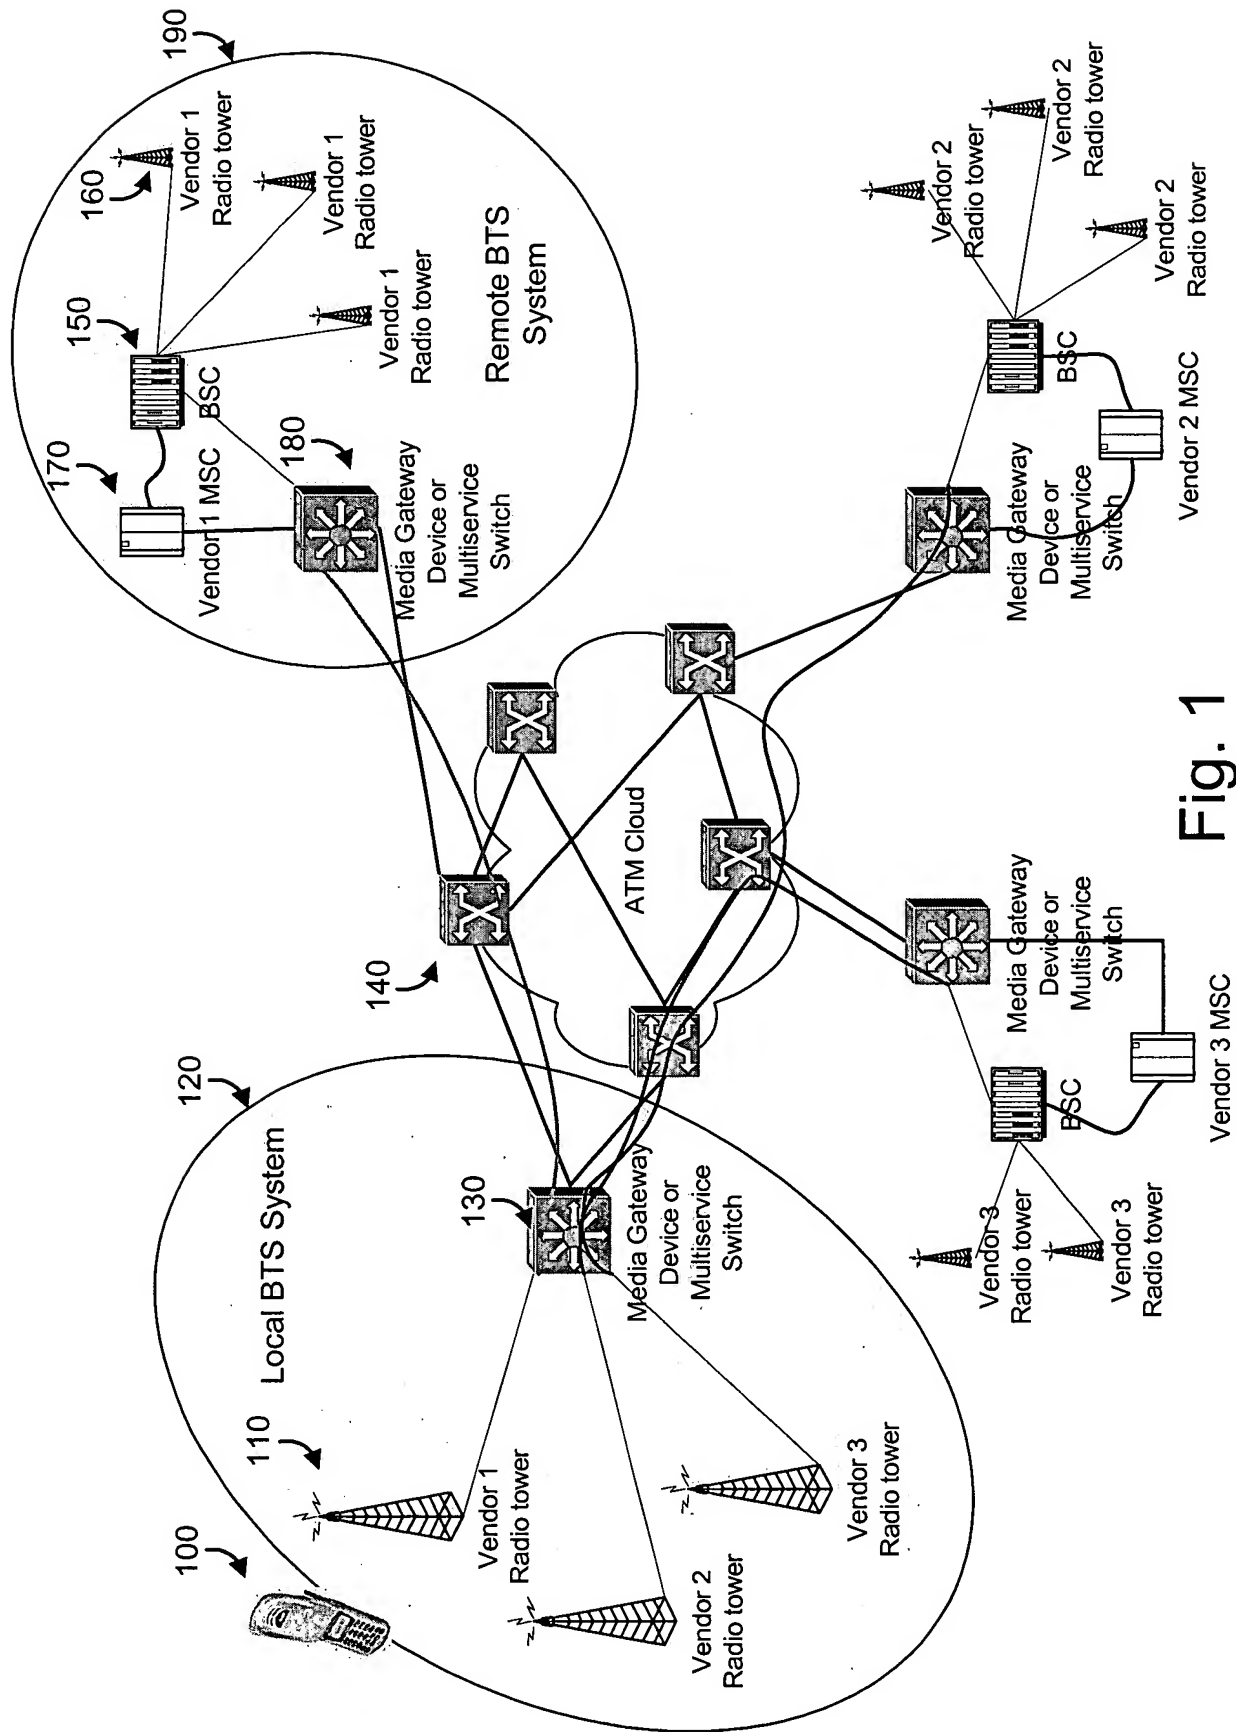 100
110
Local BTS System
120
Vendor 1
Radio tower
Vendor 2
Radio tower
Vendor 3
Radio tower
130
Media Gateway
Device or
Multiservice
Switch
140
ATM Cloud
170
Vendor 1 MSC
150
BSC
160
190
Vendor 1
Radio tower
Vendor 1
Radio tower
Vendor 1
Radio tower
180
Media Gateway
Device or
Multiservice
Switch
Remote BTS
System
Vendor 3
Radio tower
Vendor 3
Radio tower
BSC
Vendor 3 MSC
Media Gateway
Device or
Multiservice
Switch
Media Gateway
Device or
Multiservice
Switch
Vendor 2 MSC
BSC
Vendor 2
Radio tower
Vendor 2
Radio tower
Vendor 2
Radio tower
Fig. 1